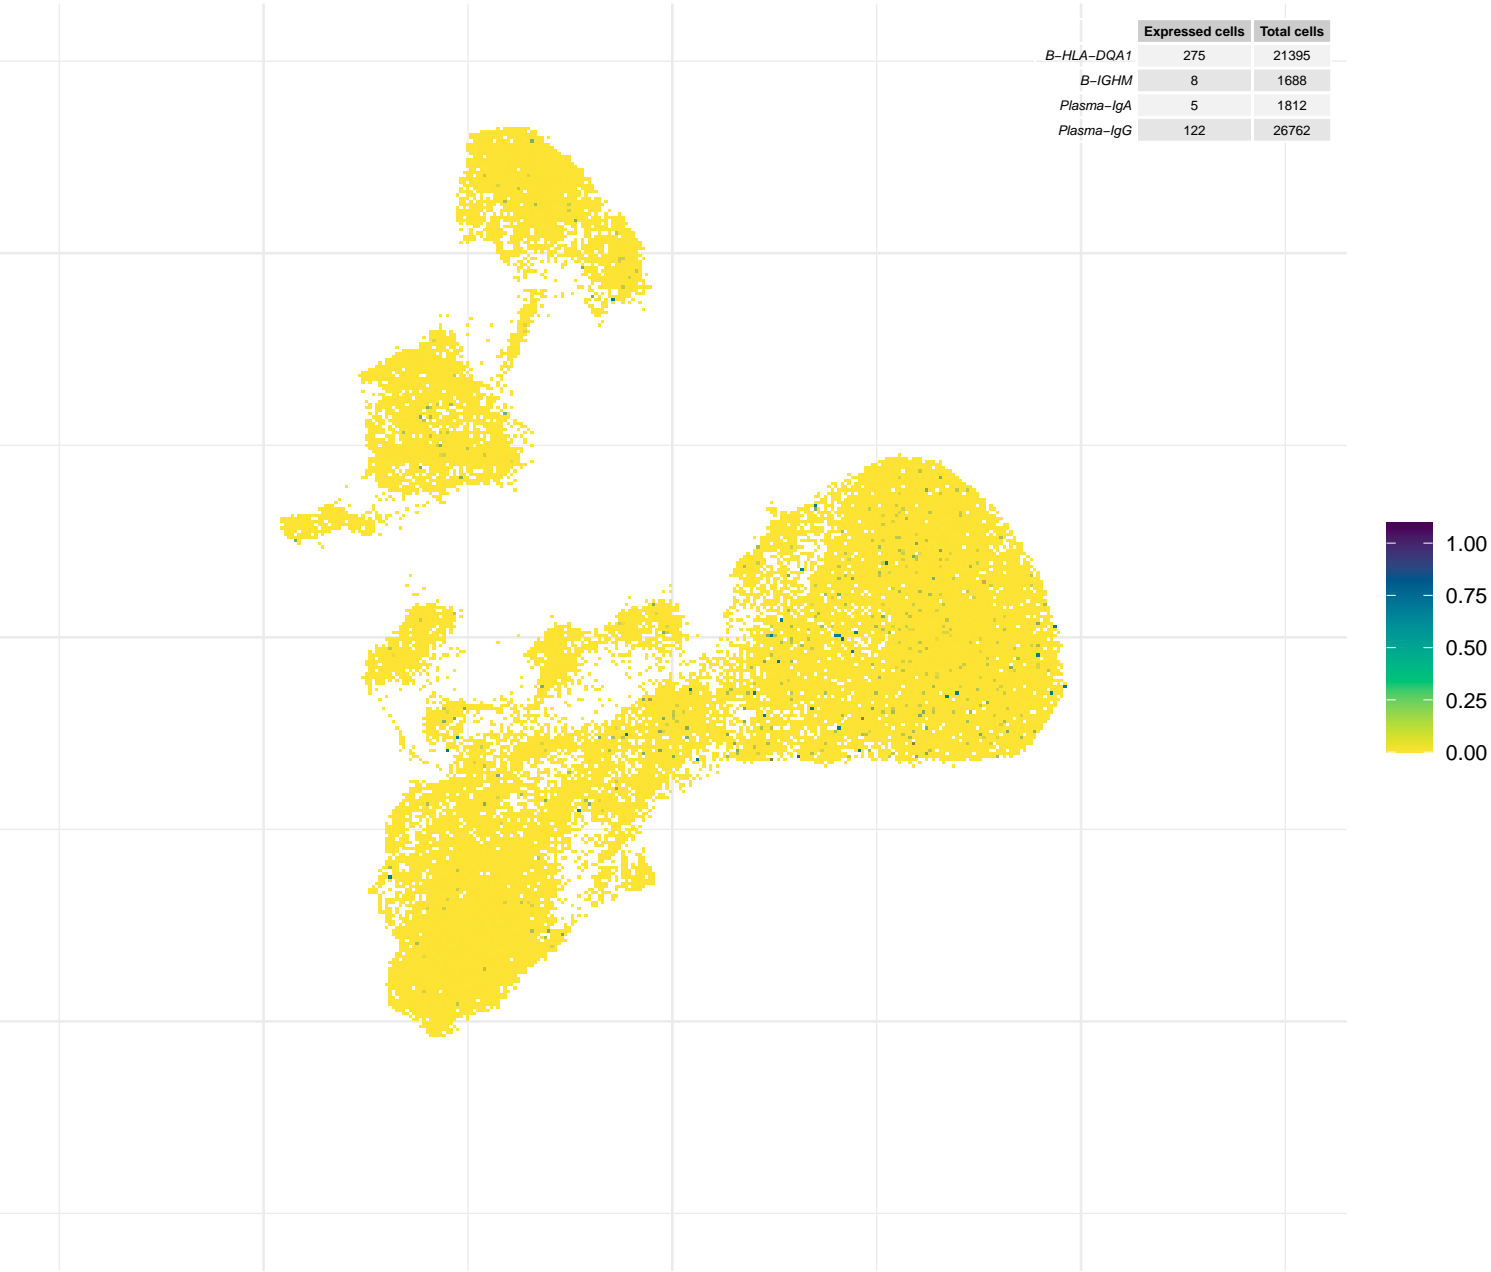 Expressed cells Total cells
B−HLA−DQA1 275 21395
B−IGHM 8 1688
Plasma−IgA 5 1812
Plasma−IgG 122 26762
1.00
0.75
0.50
0.25
0.00